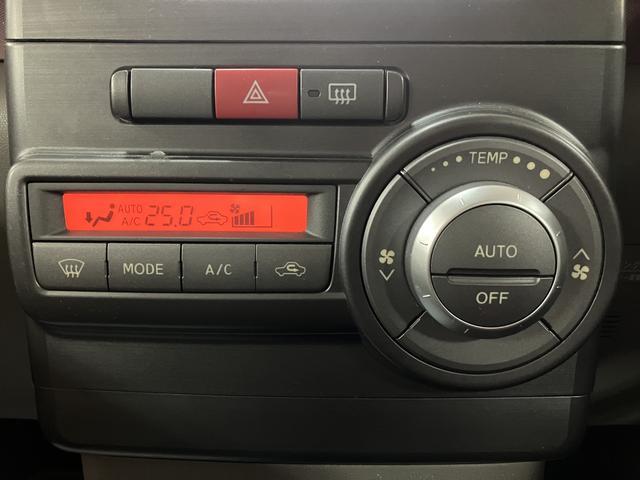 TEMP
AUTO
A/C 25.0
MODE
A/C
AUTO
OFF